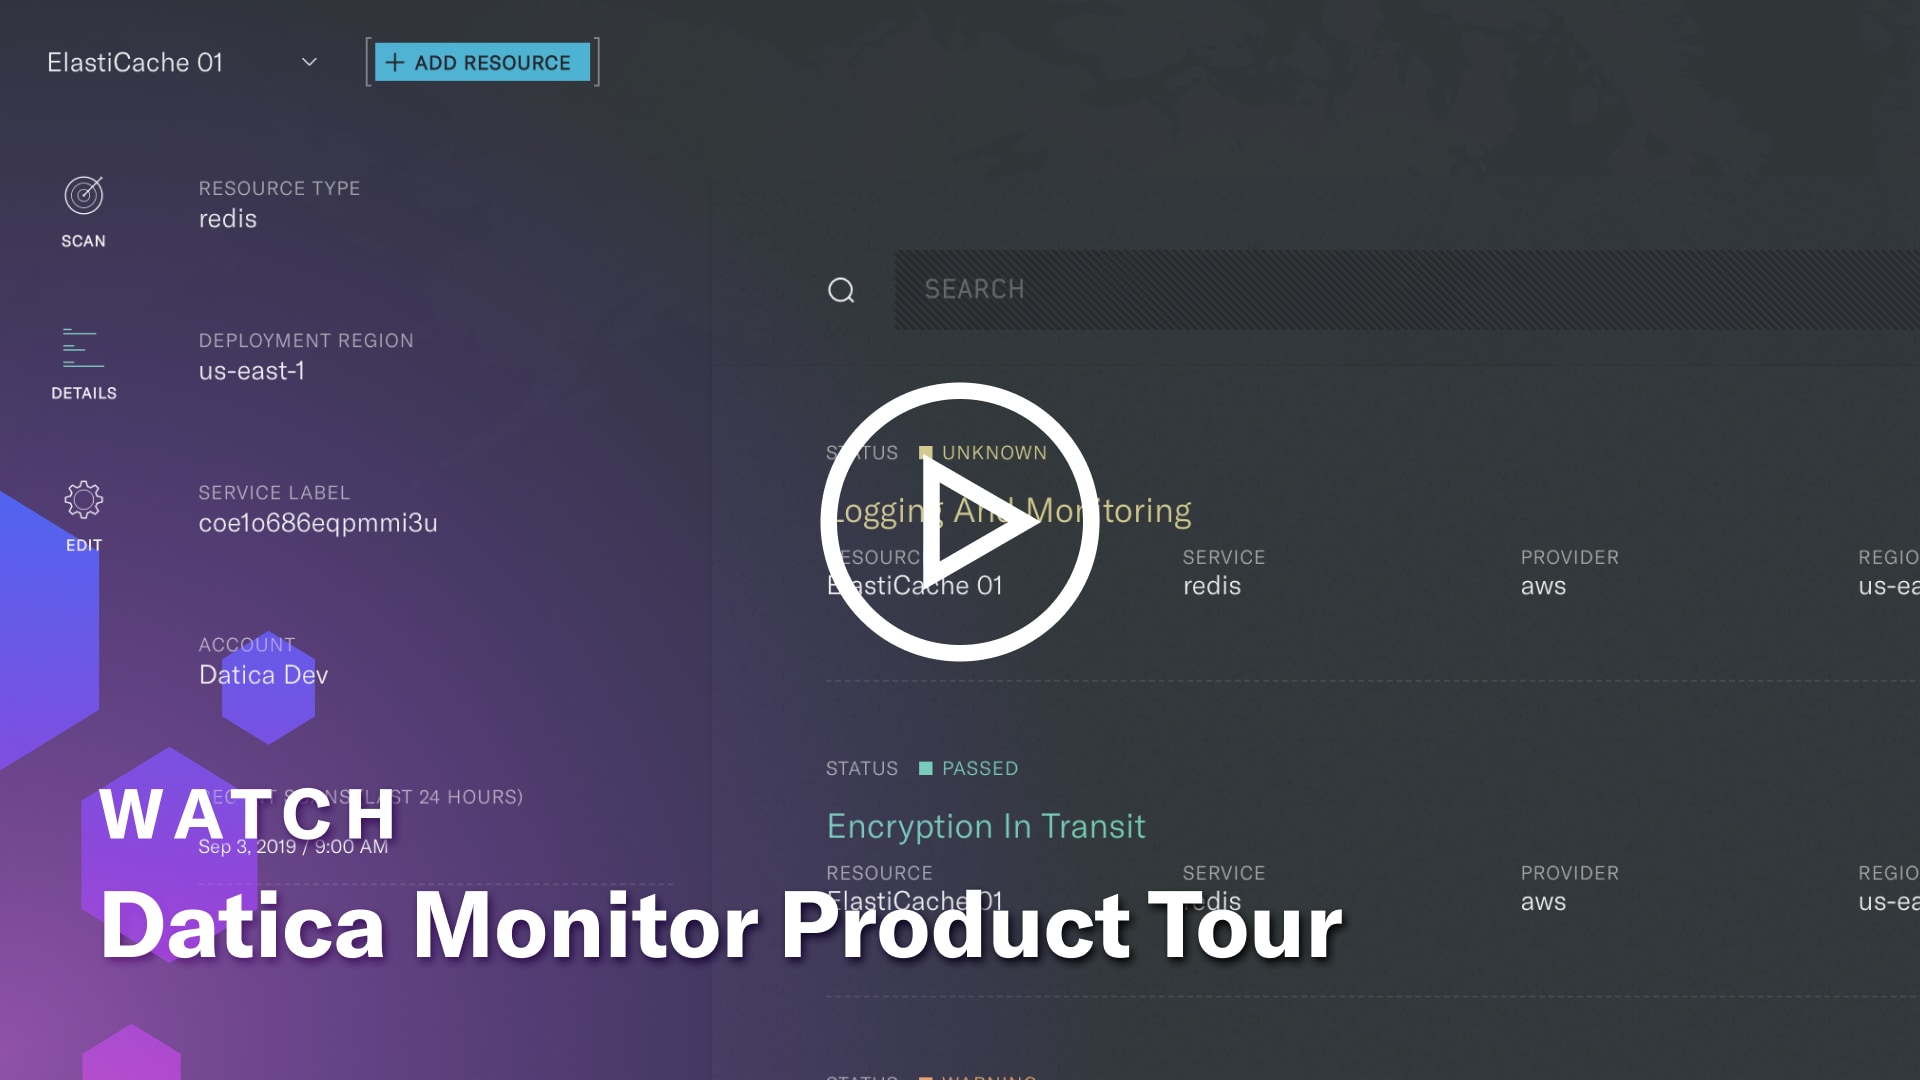 ElastiCache 01
+ ADD RESOURCE
SCAN
RESOURCE TYPE
redis
SEARCH
DETAILS
DEPLOYMENT REGION
us-east-1
EDIT
SERVICE LABEL
coe1o686eqpmmi3u
ACCOUNT
Datica Dev
(LAST 24 HOURS)
Sep 3, 2019 / 9:00 AM
STATUS UNKNOWN
Logging And Monitoring
RESOURCE SERVICE PROVIDER REGIO
ElastiCache 01 redis aws us-ea
STATUS PASSED
Encryption In Transit
RESOURCE SERVICE PROVIDER REGIO
ElastiCache 01 redis aws us-ea
STATUS WARNING
WATCH
Datica Monitor Product Tour